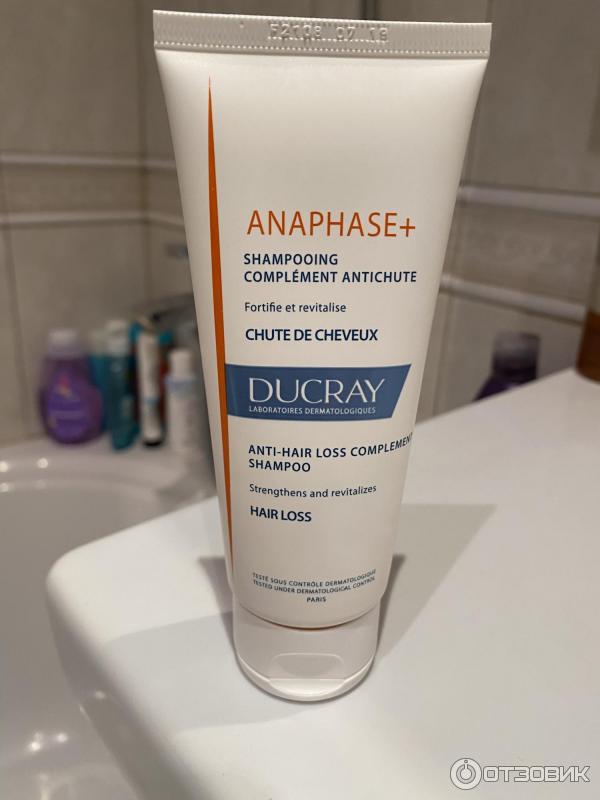 ANAPHASE+
SHAMPOOING
COMPLÉMENT ANTICHUTE
Fortifie et revitalise
CHUTE DE CHEVEUX
DUCRAY
LABORATOIRES DERMATOLOGIQUES
ANTI-HAIR LOSS COMPLEMENT
SHAMPOO
Strengthens and revitalizes
HAIR LOSS
TESTÉ SOUS CONTRÔLE DERMATOLOGIQUE
TESTED UNDER DERMATOLOGICAL CONTROL
PARIS
ОТЗОВИК